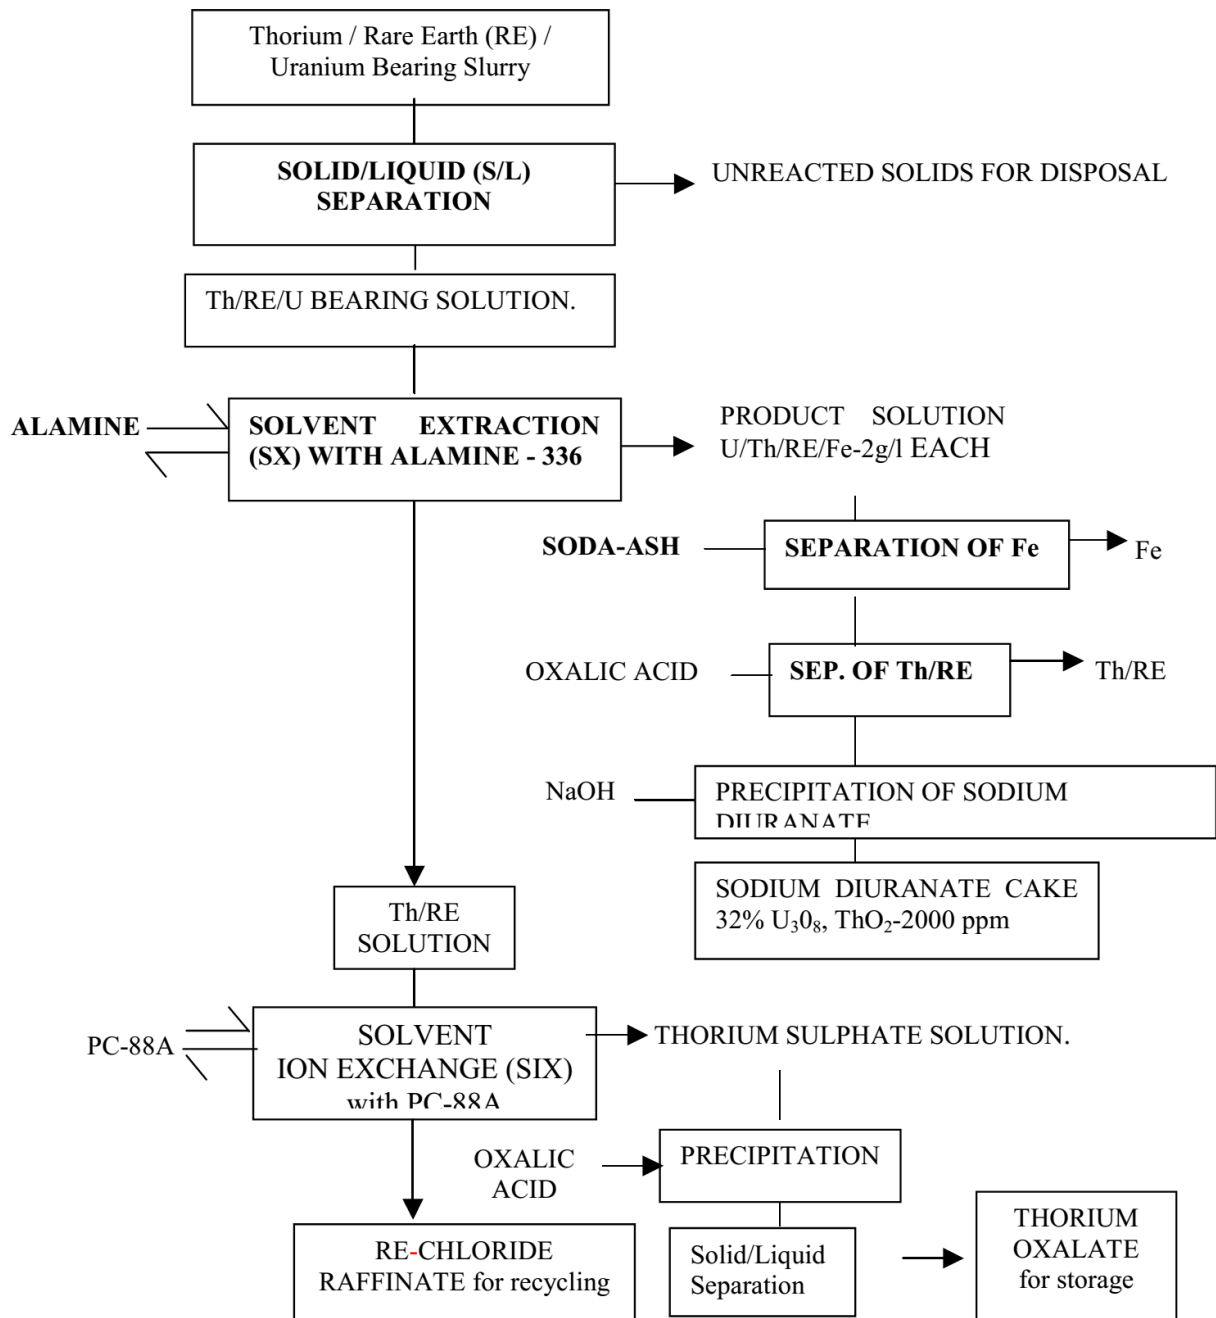 Thorium / Rare Earth (RE) /
Uranium Bearing Slurry
SOLID/LIQUID (S/L)
SEPARATION
UNREACTED SOLIDS FOR DISPOSAL
Th/RE/U BEARING SOLUTION.
ALAMINE
SOLVENT EXTRACTION
(SX) WITH ALAMINE - 336
PRODUCT SOLUTION
U/Th/RE/Fe-2g/l EACH
SODA-ASH
SEPARATION OF Fe
Fe
OXALIC ACID
SEP. OF Th/RE
Th/RE
NaOH
PRECIPITATION OF SODIUM
DIURANATE
SODIUM DIURANATE CAKE
32% U₃0₈, ThO₂-2000 ppm
Th/RE
SOLUTION
PC-88A
SOLVENT
ION EXCHANGE (SIX)
with PC-88A
THORIUM SULPHATE SOLUTION.
OXALIC
ACID
PRECIPITATION
RE-CHLORIDE
RAFFINATE for recycling
Solid/Liquid
Separation
THORIUM
OXALATE
for storage